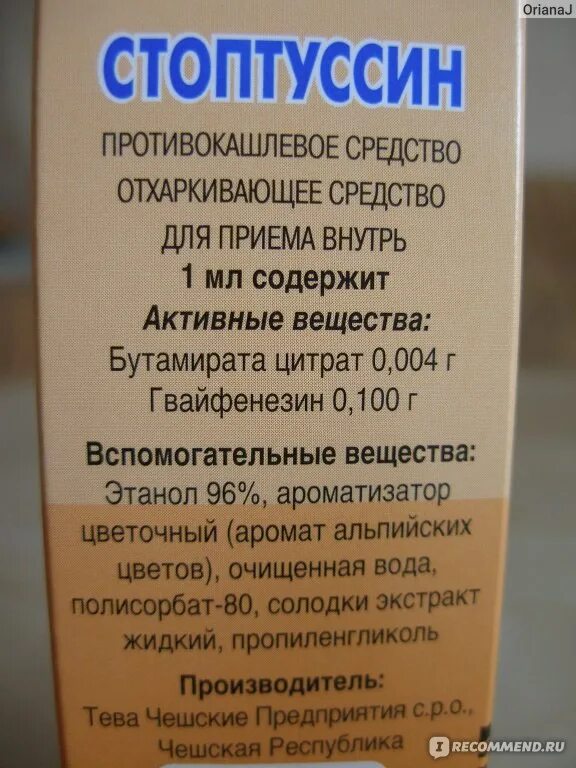 OrianaJ
СТОПТУССИН
ПРОТИВОКАШЛЕВОЕ СРЕДСТВО
ОТХАРКИВАЮЩЕЕ СРЕДСТВО
ДЛЯ ПРИЕМА ВНУТРЬ
1 мл содержит
Активные вещества:
Бутамирата цитрат 0,004 г
Гвайфенезин 0,100 г
Вспомогательные вещества:
Этанол 96%, ароматизатор
цветочный (аромат альпийских
цветов), очищенная вода,
полисорбат-80, солодки экстракт
жидкий, пропиленгликоль
Производитель:
Тева Чешские Предприятия с.р.о.,
Чешская Республика
I RECOMMEND.RU